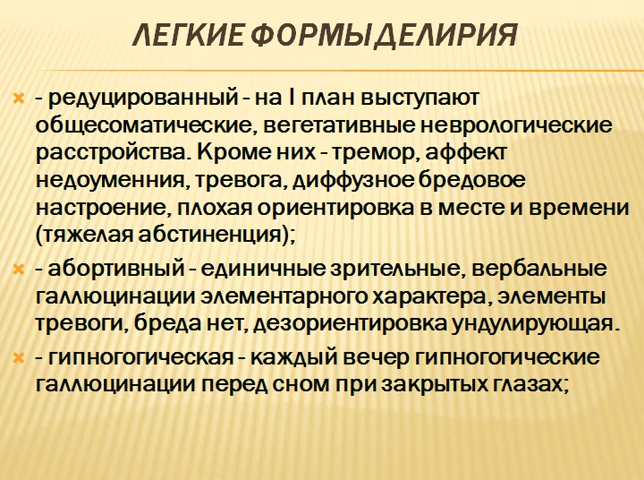 ЛЕГКИЕ ФОРМЫ ДЕЛИРИЯ
- редуцированный - на I план выступают
общесоматические, вегетативные неврологические
расстройства. Кроме них - тремор, аффект
недоуменния, тревога, диффузное бредовое
настроение, плохая ориентировка в месте и времени
(тяжелая абстиненция);
- абортивный - единичные зрительные, вербальные
галлюцинации элементарного характера, элементы
тревоги, бреда нет, дезориентировка ундулирующая.
- гипногогическая - каждый вечер гипногогические
галлюцинации перед сном при закрытых глазах;